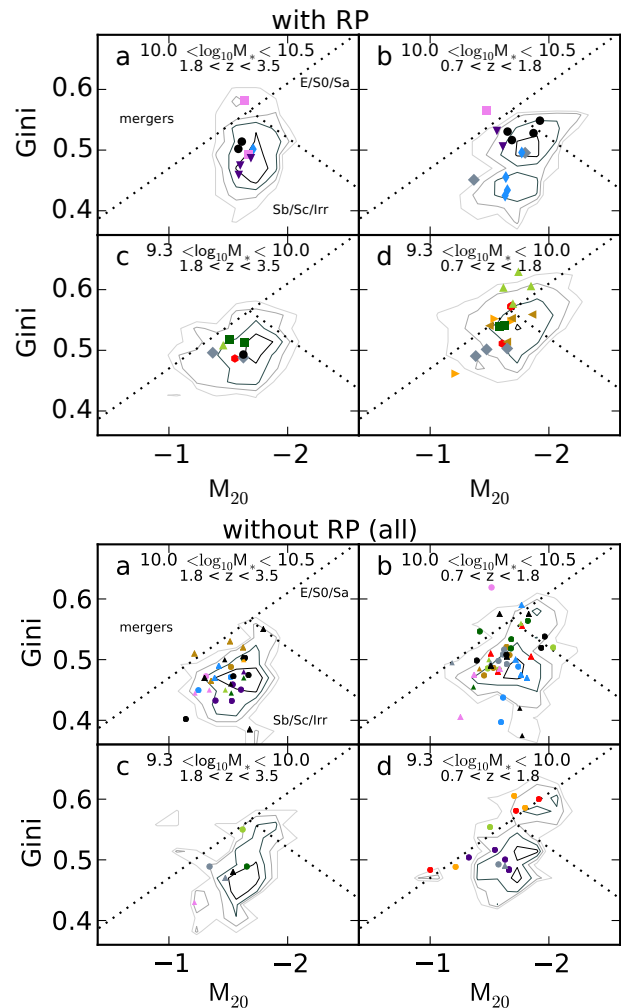 with RP
a 10.0 <log₁₀M*< 10.5
1.8 < z < 3.5
E/S0/Sa
mergers
Sb/Sc/Irr
b 10.0 <log₁₀M*< 10.5
0.7 < z < 1.8
0.6
0.5
0.4
Gini
c 9.3 <log₁₀M*< 10.0
1.8 < z < 3.5
d 9.3 <log₁₀M*< 10.0
0.7 < z < 1.8
0.6
0.5
0.4
Gini
−1 −2 −1 −2
M₂₀ M₂₀
without RP (all)
a 10.0 <log₁₀M*< 10.5
1.8 < z < 3.5
E/S0/Sa
mergers
Sb/Sc/Irr
b 10.0 <log₁₀M*< 10.5
0.7 < z < 1.8
0.6
0.5
0.4
Gini
c 9.3 <log₁₀M*< 10.0
1.8 < z < 3.5
d 9.3 <log₁₀M*< 10.0
0.7 < z < 1.8
0.6
0.5
0.4
Gini
−1 −2 −1 −2
M₂₀ M₂₀